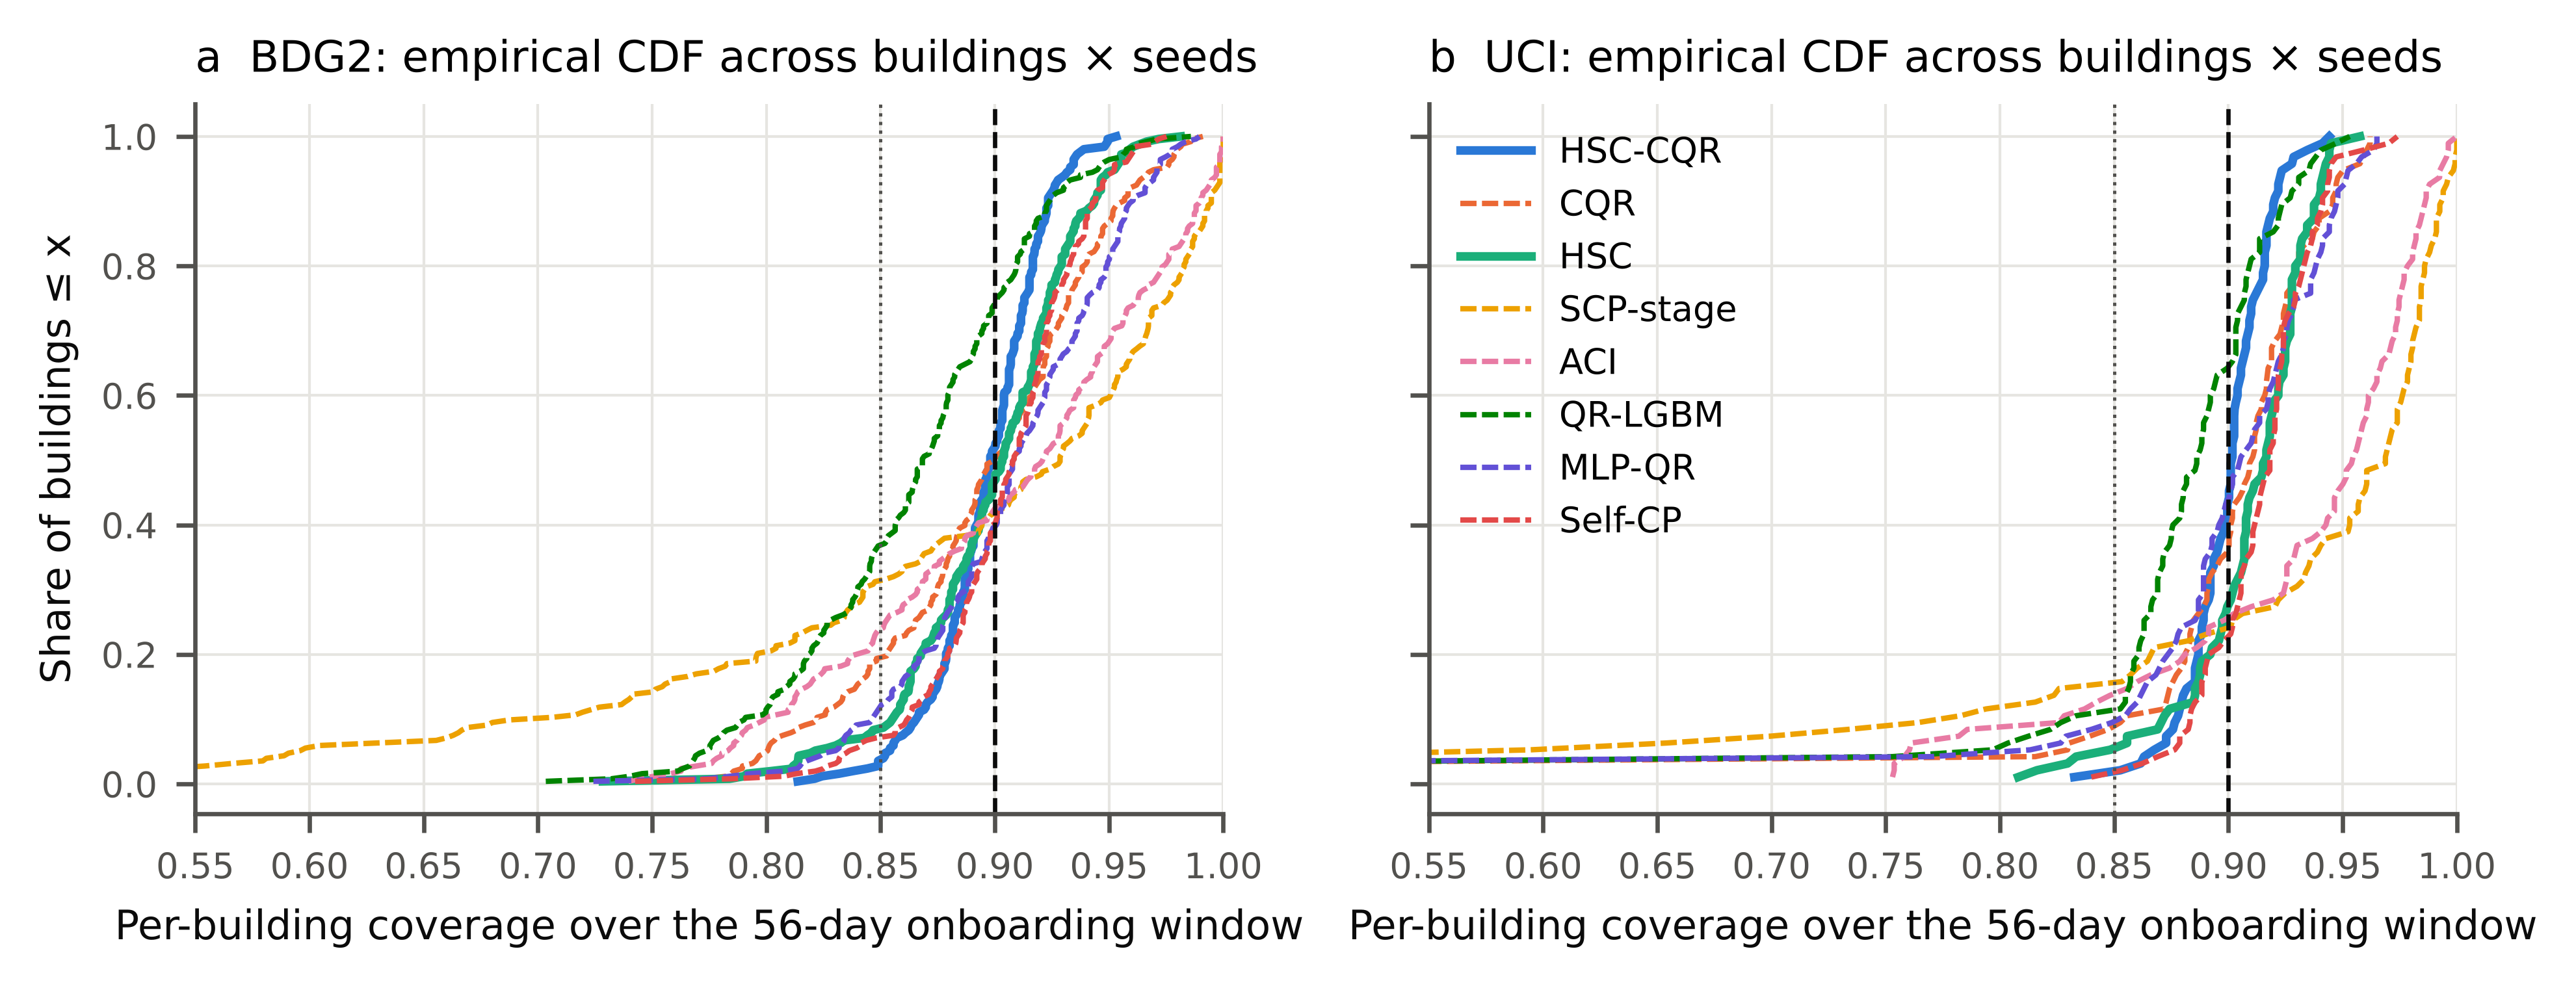 a BDG2: empirical CDF across buildings × seeds
b UCI: empirical CDF across buildings × seeds
Share of buildings ≤ x
1.0
0.8
0.6
0.4
0.2
0.0
HSC-CQR
CQR
HSC
SCP-stage
ACI
QR-LGBM
MLP-QR
Self-CP
0.55 0.60 0.65 0.70 0.75 0.80 0.85 0.90 0.95 1.00
0.55 0.60 0.65 0.70 0.75 0.80 0.85 0.90 0.95 1.00
Per-building coverage over the 56-day onboarding window
Per-building coverage over the 56-day onboarding window